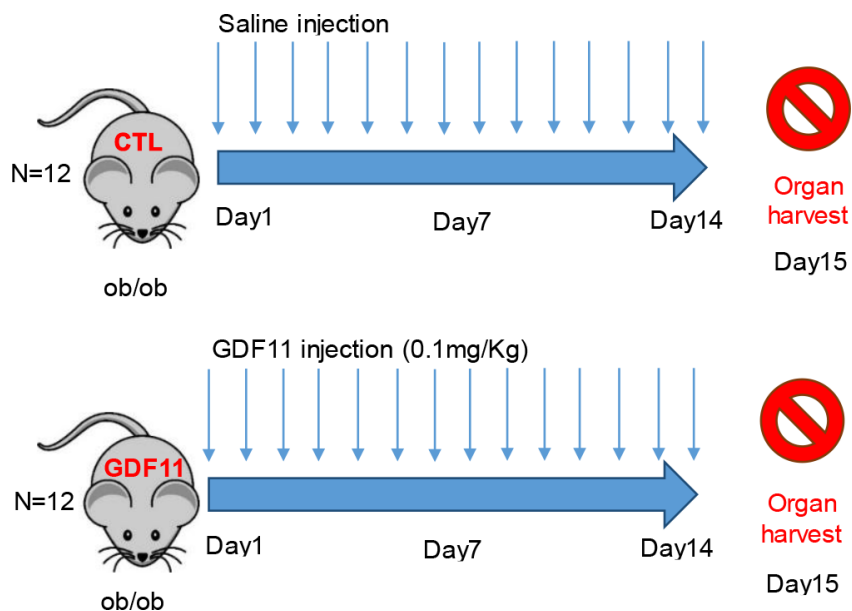 Saline injection
CTL
N=12
Day1
Day7
Day14
Organ
harvest
Day15
ob/ob
GDF11 injection (0.1mg/Kg)
GDF11
N=12
Day1
Day7
Day14
Organ
harvest
Day15
ob/ob